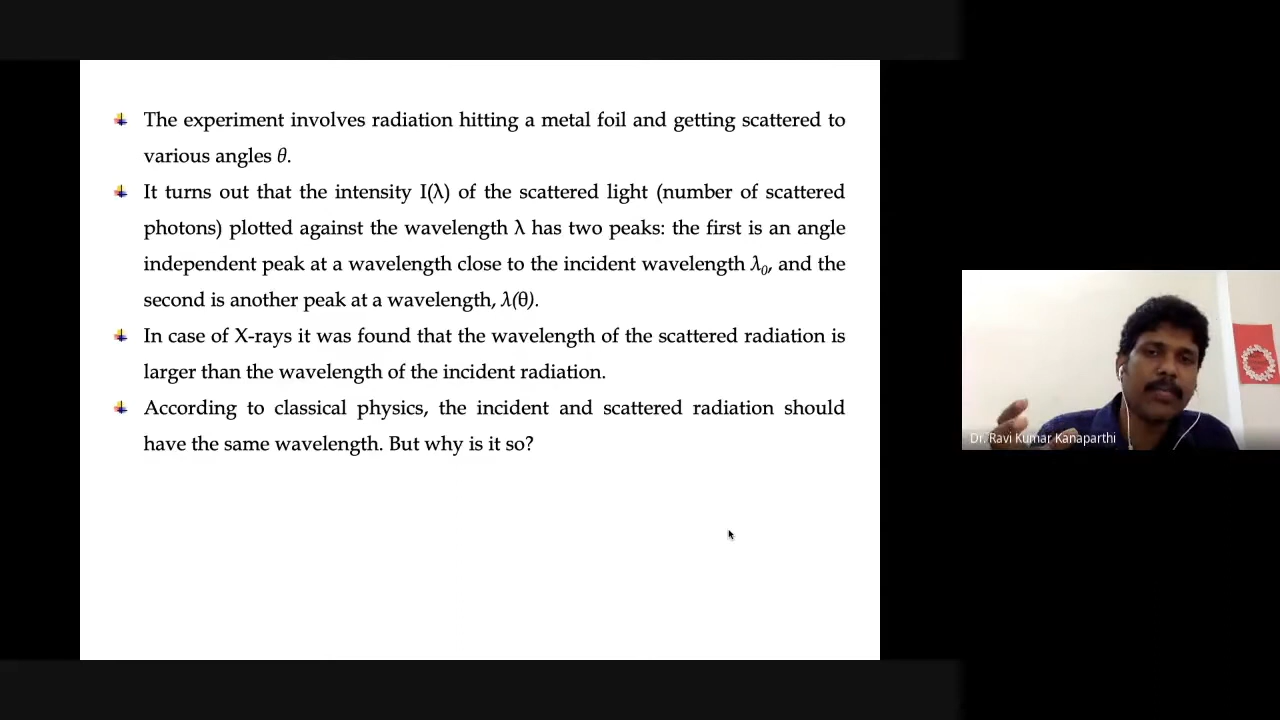 The experiment involves radiation hitting a metal foil and getting scattered to
various angles θ.
It turns out that the intensity I(λ) of the scattered light (number of scattered
photons) plotted against the wavelength λ has two peaks: the first is an angle
independent peak at a wavelength close to the incident wavelength λ₀, and the
second is another peak at a wavelength, λ(θ).
In case of X-rays it was found that the wavelength of the scattered radiation is
larger than the wavelength of the incident radiation.
According to classical physics, the incident and scattered radiation should
have the same wavelength. But why is it so?
Dr. Ravi Kumar Kanaparthi